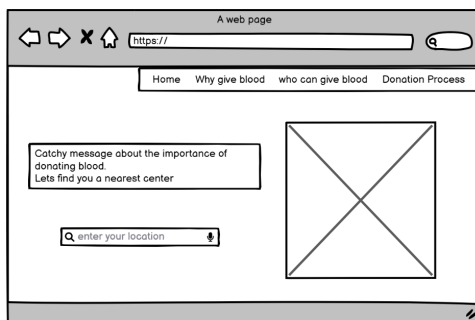 A web page
https://
Home Why give blood who can give blood Donation Process
Catchy message about the importance of
donating blood.
Lets find you a nearest center
enter your location